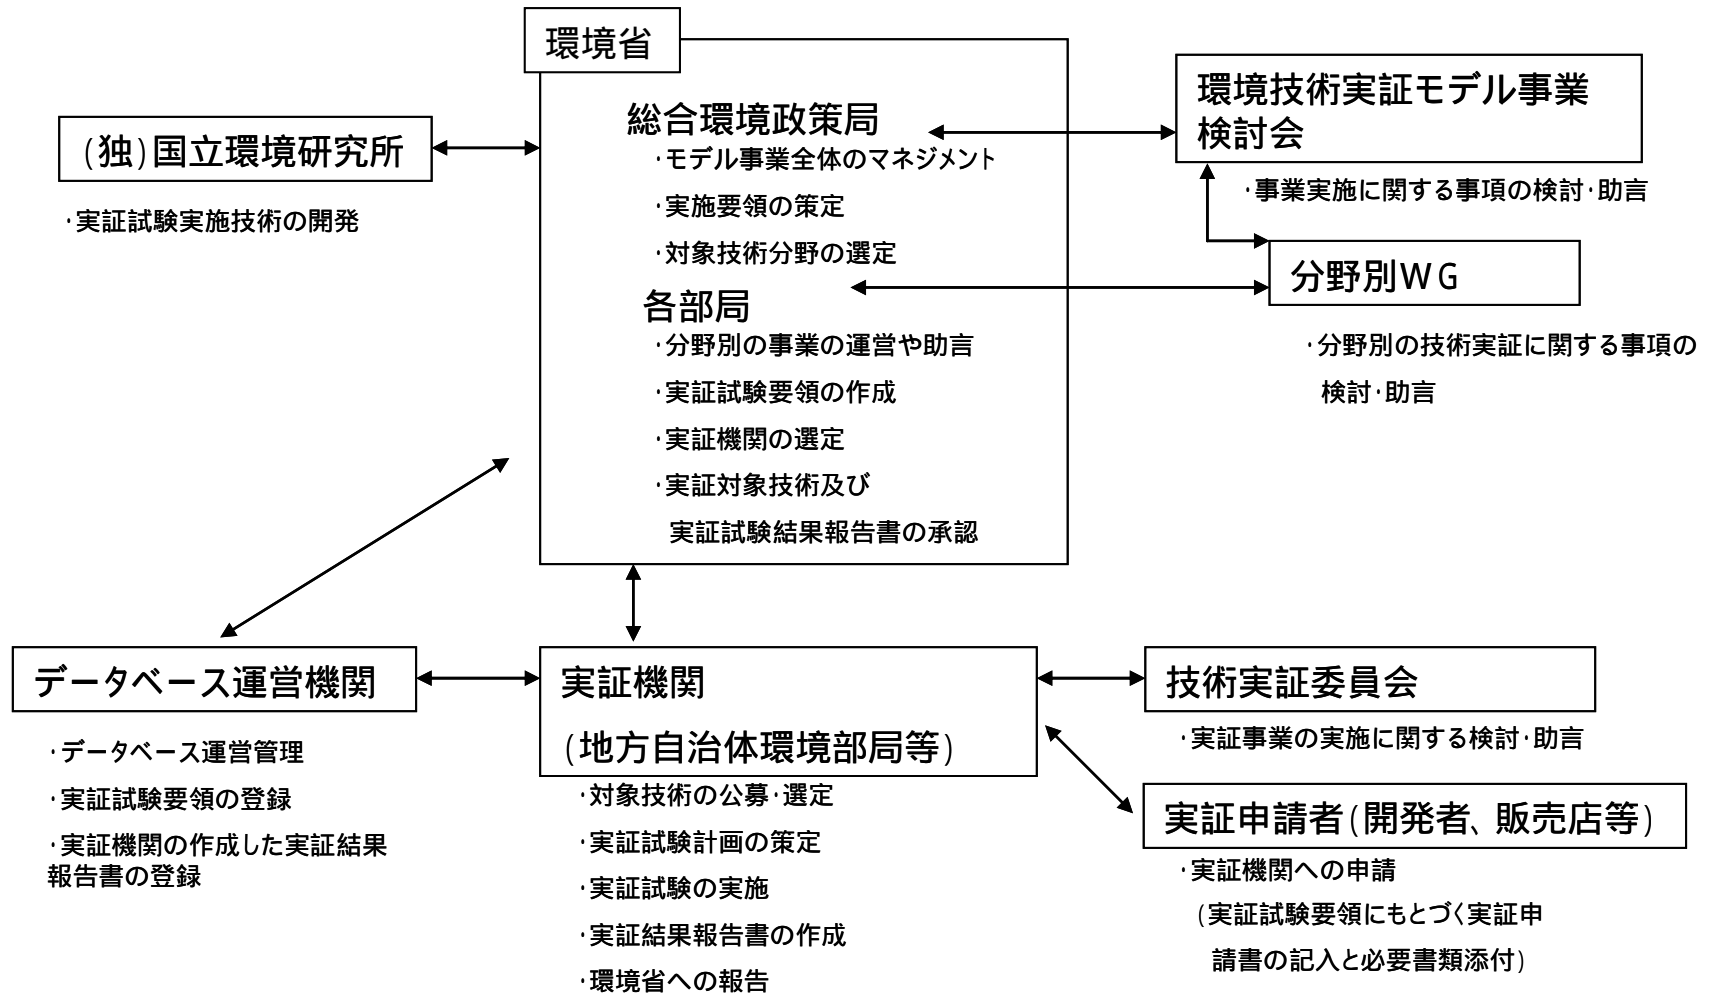 環境省
総合環境政策局
・モデル事業全体のマネジメント
・実施要領の策定
・対象技術分野の選定
各部局
・分野別の事業の運営や助言
・実証試験要領の作成
・実証機関の選定
・実証対象技術及び
実証試験結果報告書の承認
(独)国立環境研究所
・実証試験実施技術の開発
環境技術実証モデル事業
検討会
・事業実施に関する事項の検討・助言
分野別WG
・分野別の技術実証に関する事項の
検討・助言
データベース運営機関
・データベース運営管理
・実証試験要領の登録
・実証機関の作成した実証結果
報告書の登録
実証機関
(地方自治体環境部局等)
・対象技術の公募・選定
・実証試験計画の策定
・実証試験の実施
・実証結果報告書の作成
・環境省への報告
技術実証委員会
・実証事業の実施に関する検討・助言
実証申請者(開発者、販売店等)
・実証機関への申請
(実証試験要領にもとづく実証申
請書の記入と必要書類添付)